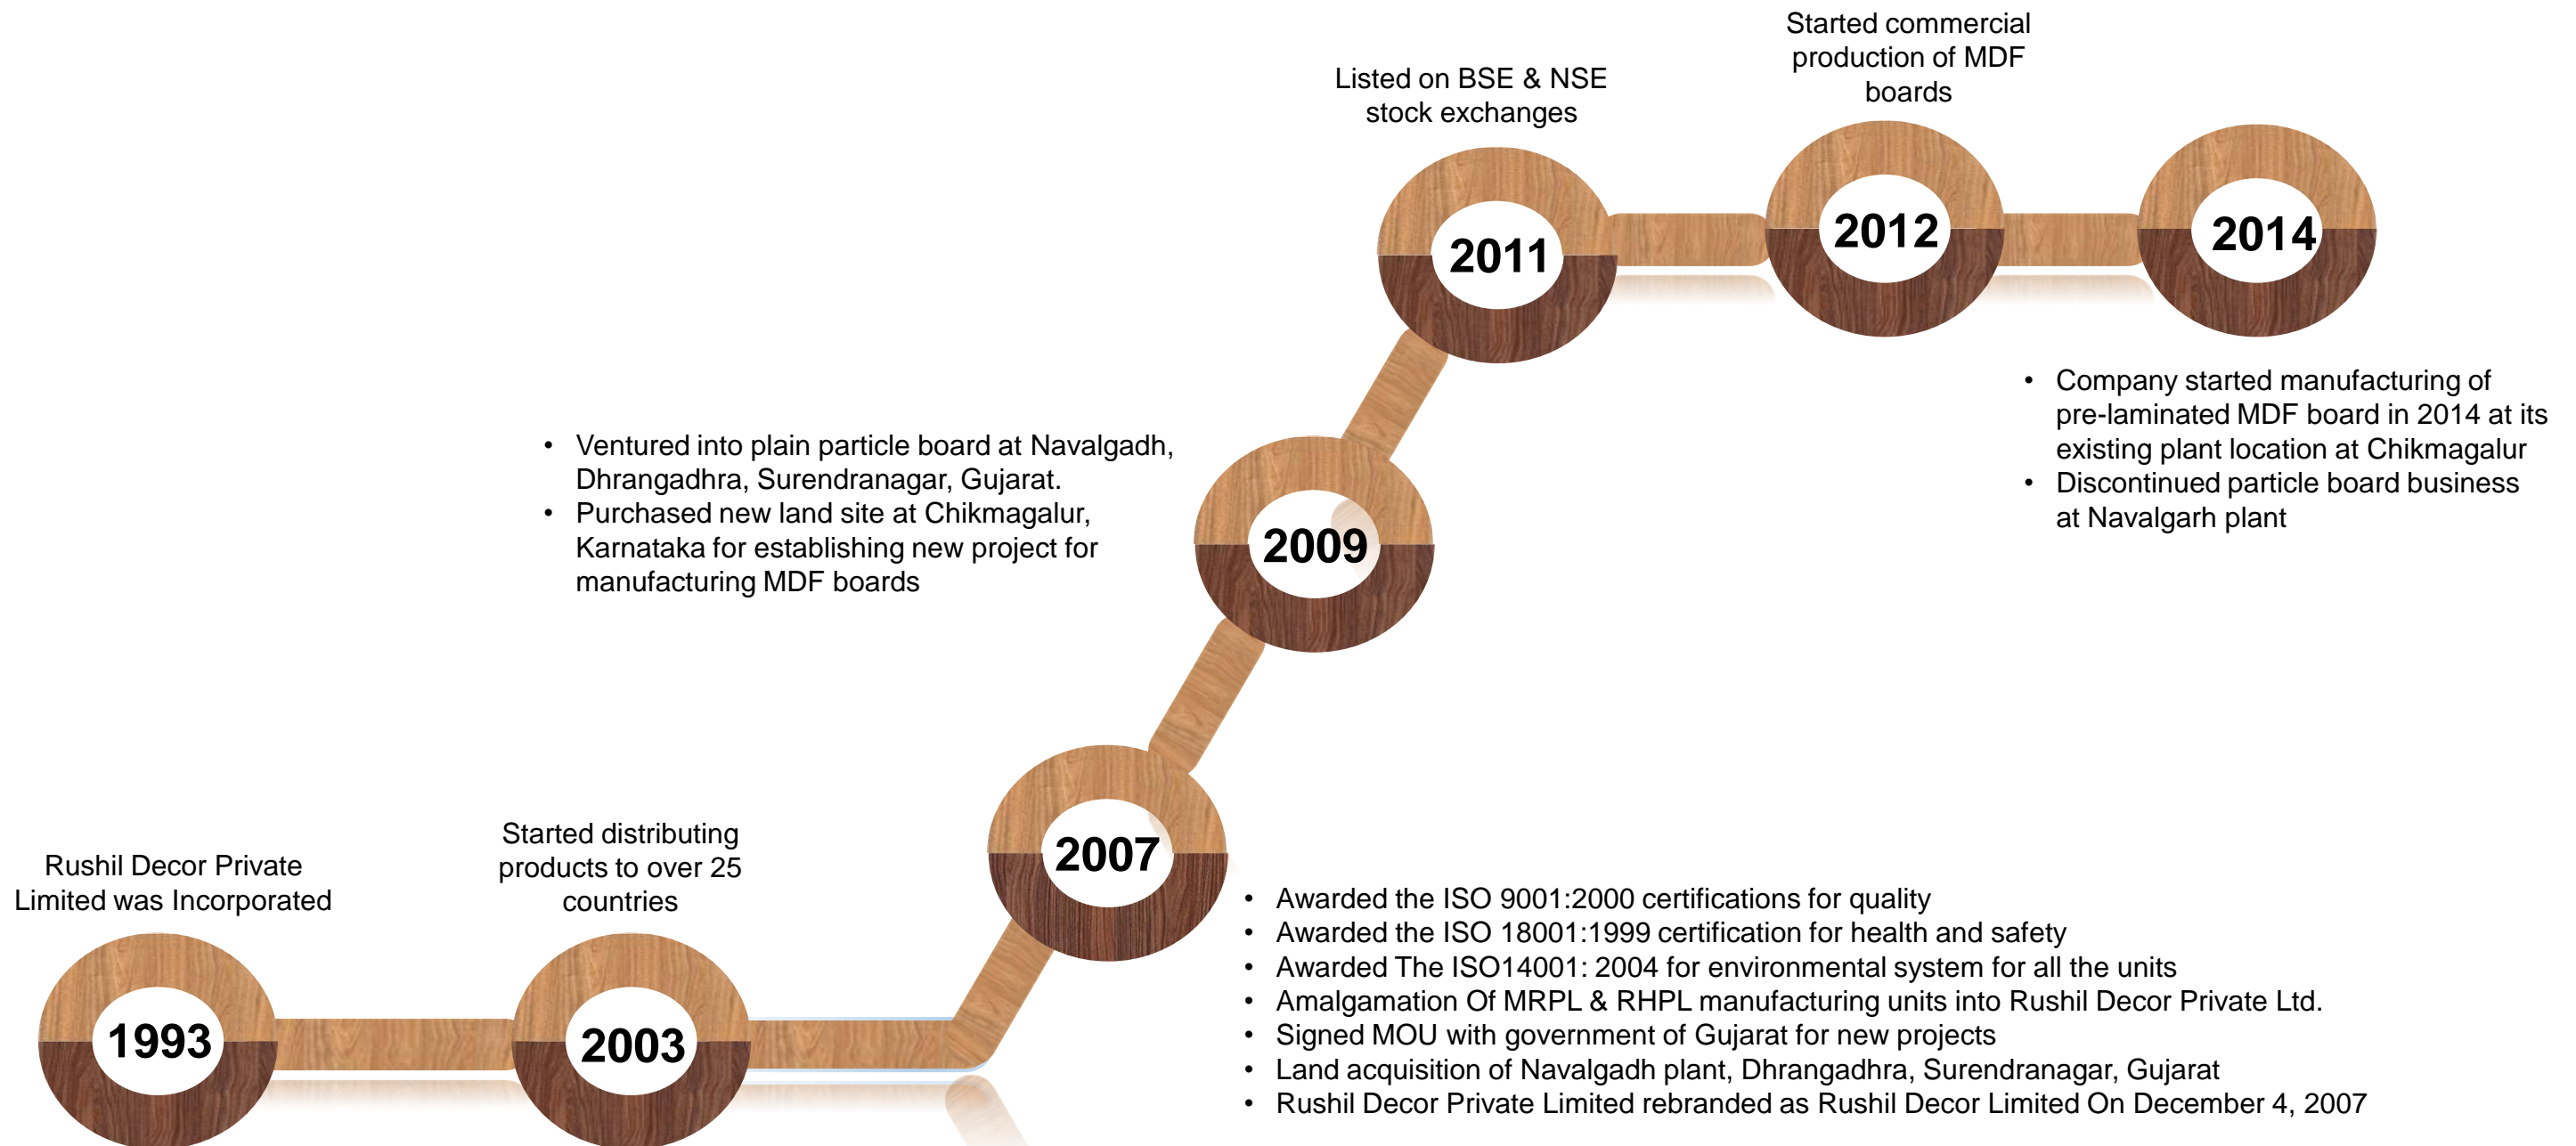 Rushil Decor Private
Limited was Incorporated
1993
Started distributing
products to over 25
countries
2003
2007
• Awarded the ISO 9001:2000 certifications for quality
• Awarded the ISO 18001:1999 certification for health and safety
• Awarded The ISO14001: 2004 for environmental system for all the units
• Amalgamation Of MRPL & RHPL manufacturing units into Rushil Decor Private Ltd.
• Signed MOU with government of Gujarat for new projects
• Land acquisition of Navalgadh plant, Dhrangadhra, Surendranagar, Gujarat
• Rushil Decor Private Limited rebranded as Rushil Decor Limited On December 4, 2007
• Ventured into plain particle board at Navalgadh,
Dhrangadhra, Surendranagar, Gujarat.
• Purchased new land site at Chikmagalur,
Karnataka for establishing new project for
manufacturing MDF boards
2009
Listed on BSE & NSE
stock exchanges
2011
Started commercial
production of MDF
boards
2012
2014
• Company started manufacturing of
pre-laminated MDF board in 2014 at its
existing plant location at Chikmagalur
• Discontinued particle board business
at Navalgarh plant